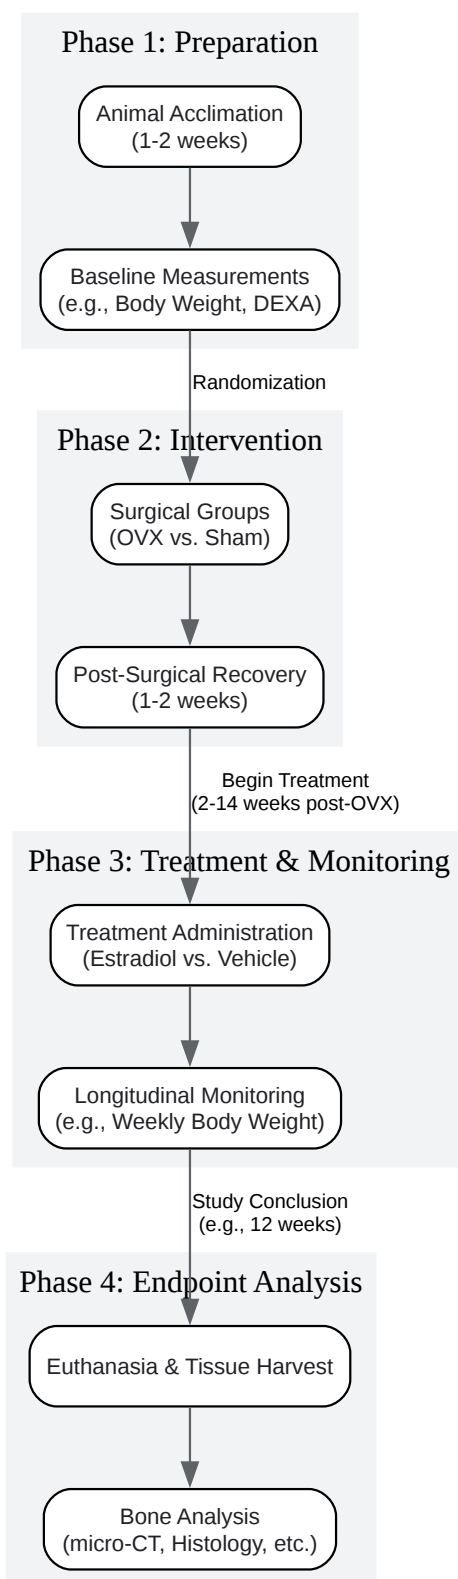 Phase 1: Preparation
Animal Acclimation
(1-2 weeks)
Baseline Measurements
(e.g., Body Weight, DEXA)
Randomization
Phase 2: Intervention
Surgical Groups
(OVX vs. Sham)
Post-Surgical Recovery
(1-2 weeks)
Begin Treatment
(2-14 weeks post-OVX)
Phase 3: Treatment & Monitoring
Treatment Administration
(Estradiol vs. Vehicle)
Longitudinal Monitoring
(e.g., Weekly Body Weight)
Study Conclusion
(e.g., 12 weeks)
Phase 4: Endpoint Analysis
Euthanasia & Tissue Harvest
Bone Analysis
(micro-CT, Histology, etc.)